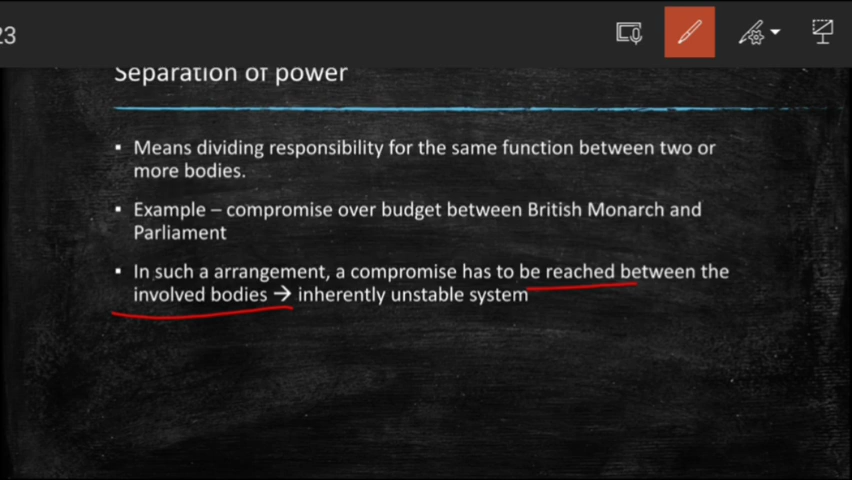 23
Separation of power
▪ Means dividing responsibility for the same function between two or
more bodies.
▪ Example – compromise over budget between British Monarch and
Parliament
▪ In such a arrangement, a compromise has to be reached between the
involved bodies → inherently unstable system